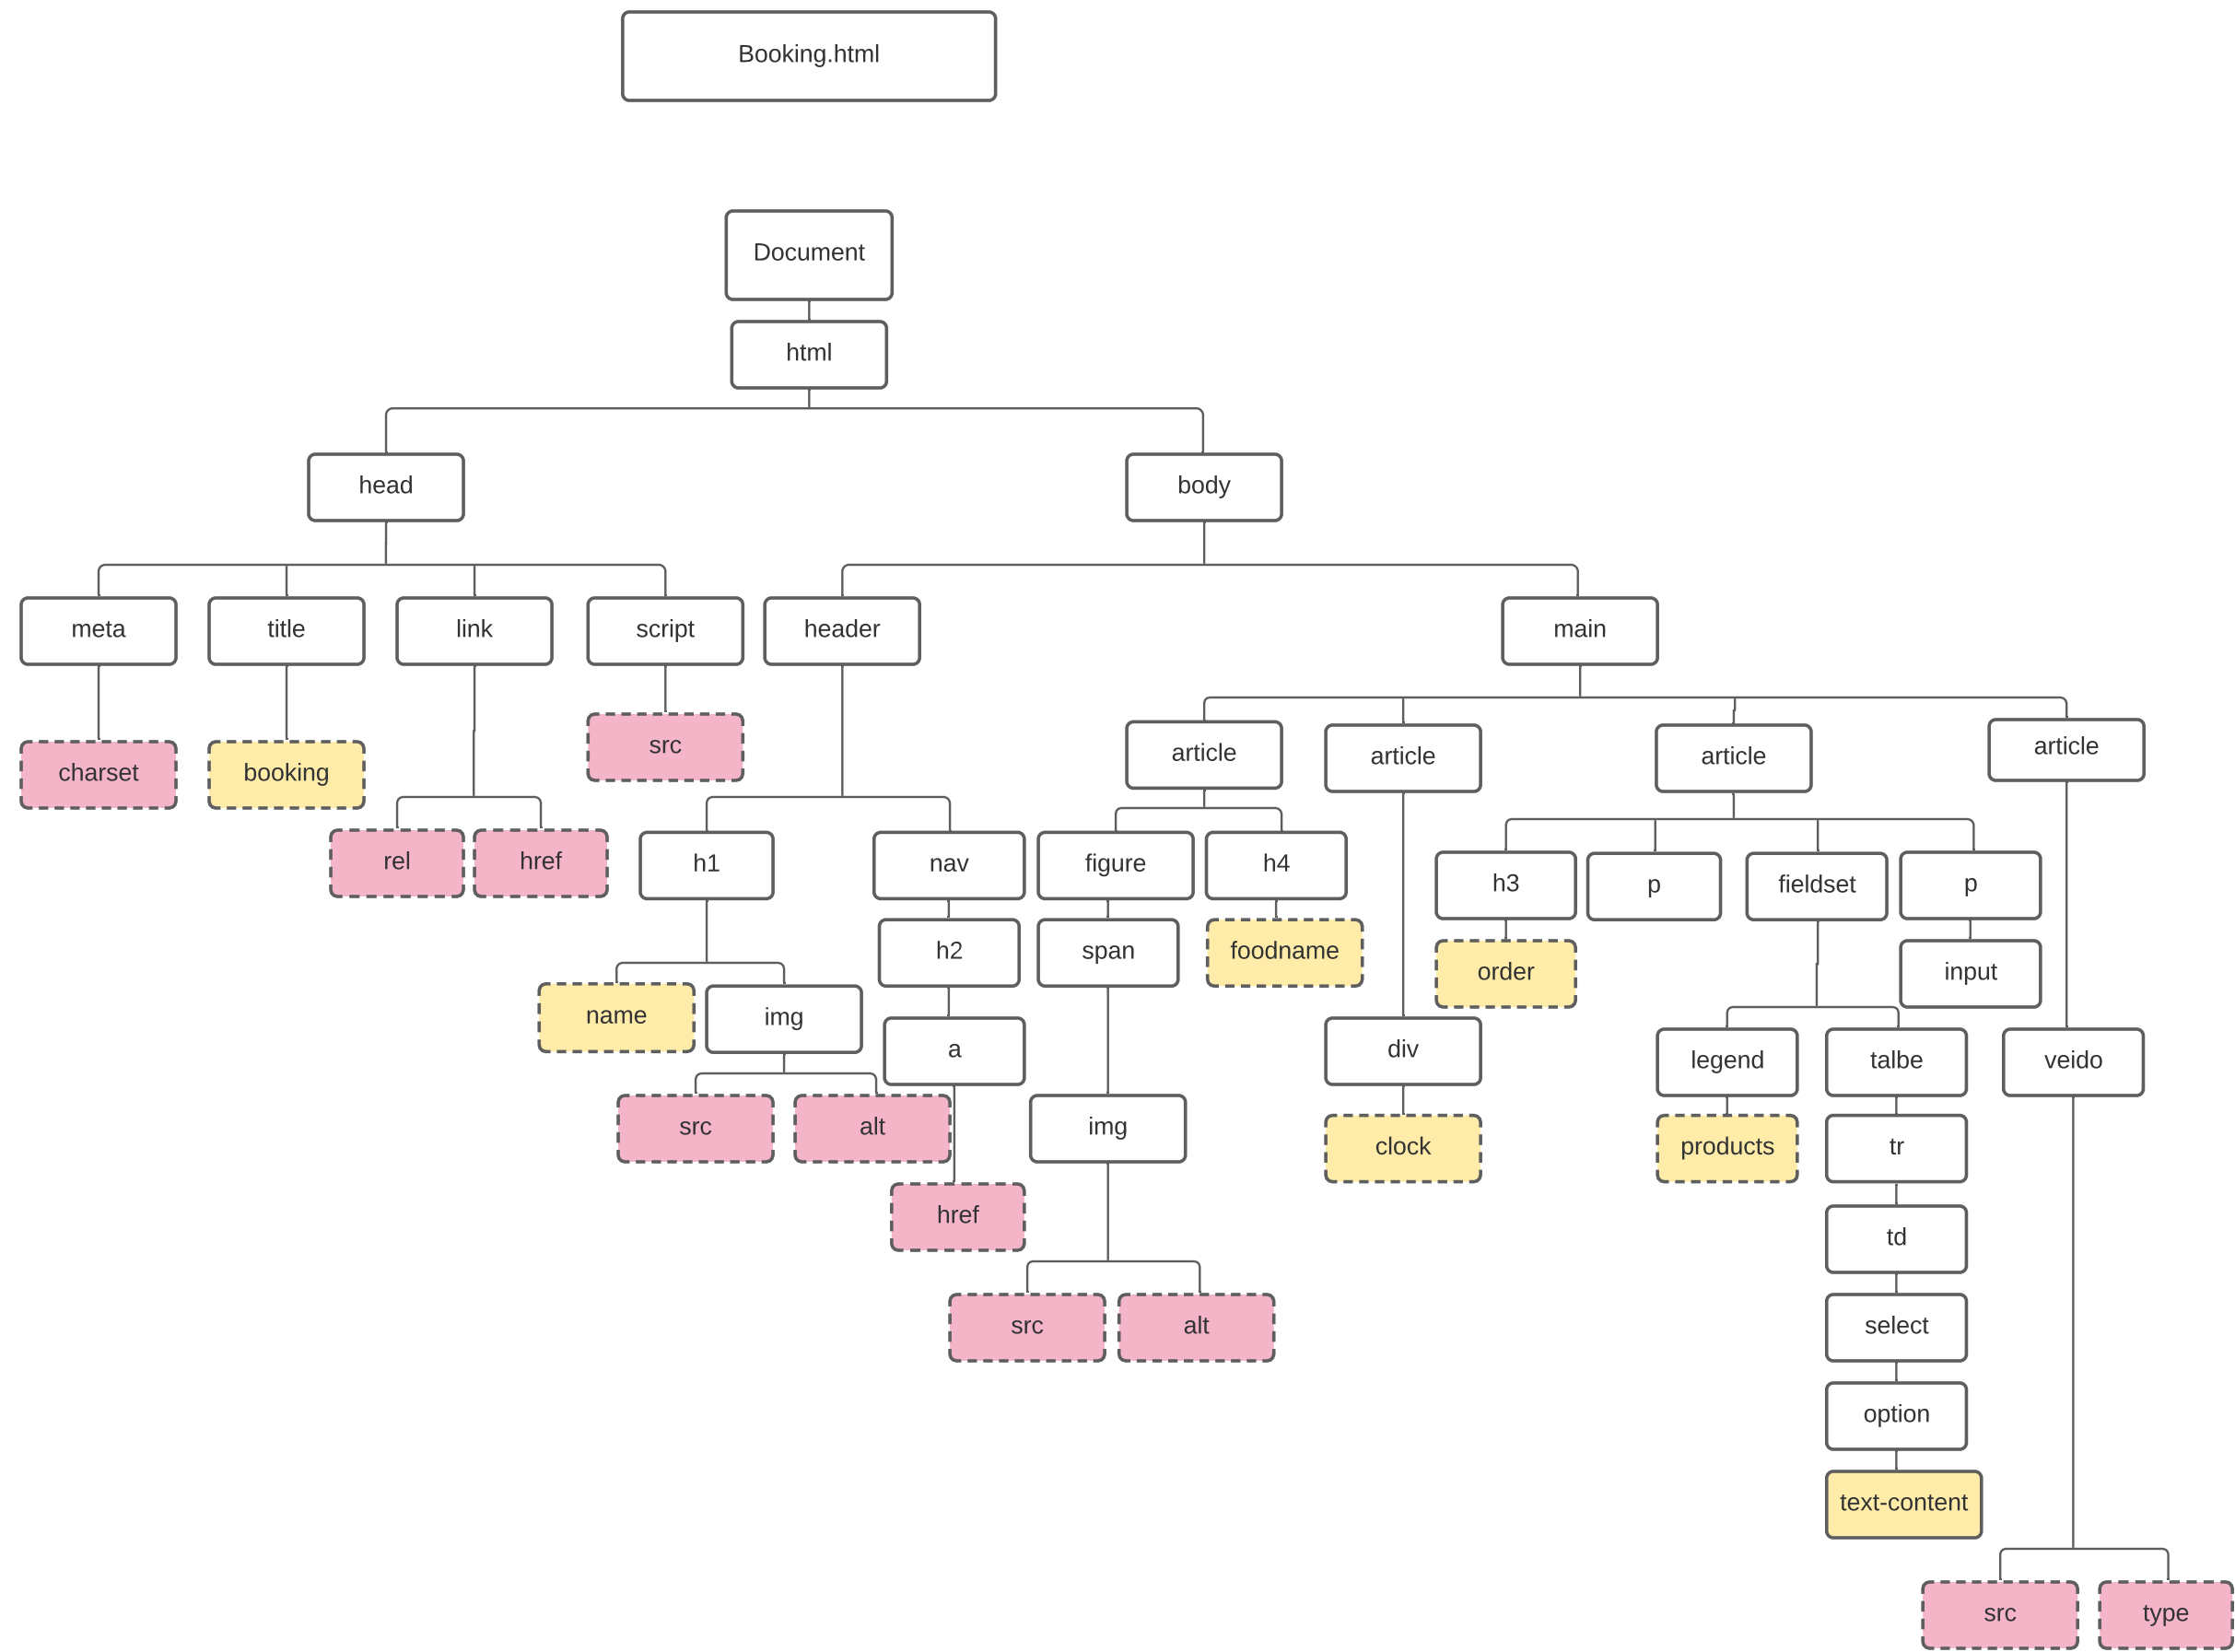 Booking.html
Document
html
head
body
meta
title
link
script
header
main
charset
booking
src
article
article
article
article
rel
href
h1
nav
figure
h4
h3
p
fieldset
p
name
img
h2
span
foodname
order
input
a
div
legend
talbe
veido
src
alt
img
clock
products
tr
href
td
src
alt
select
option
text-content
src
type